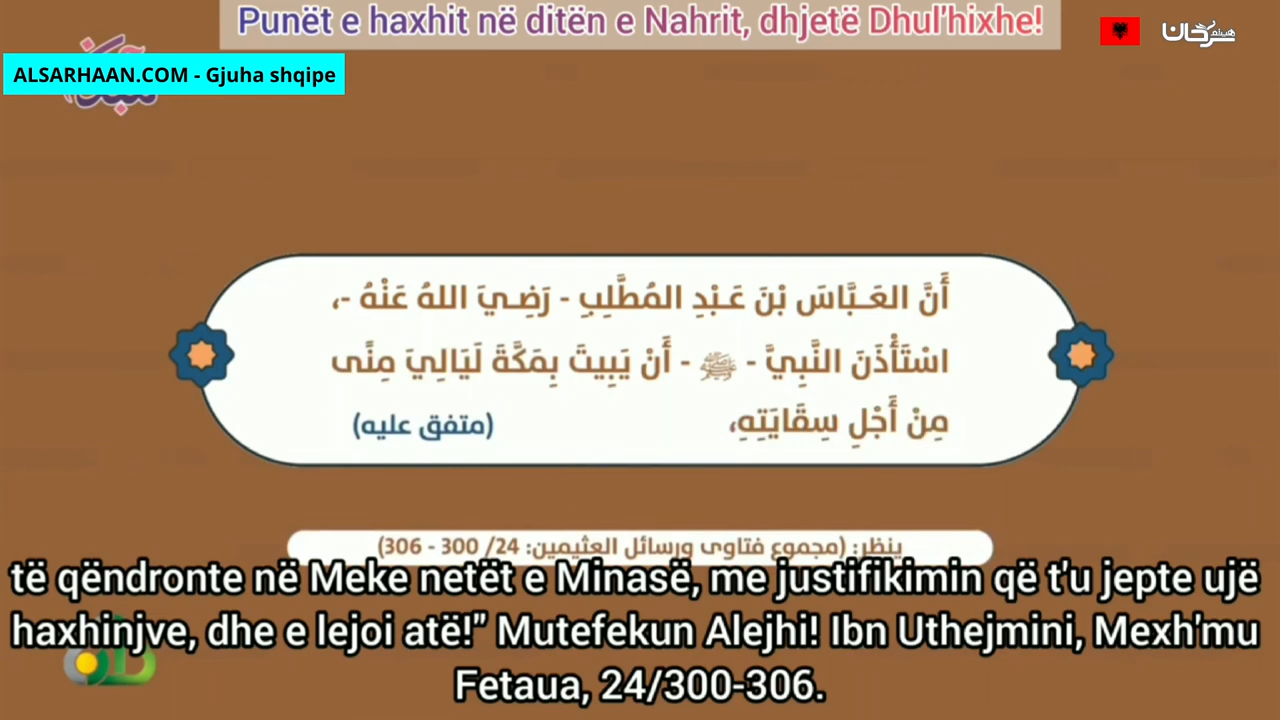 Punët e haxhit në ditën e Nahrit, dhjetë Dhul'hixhe!
ALSARHAAN.COM - Gjuha shqipe
أَنَّ العَبَّاسَ بْنَ عَبْدِ المُطَّلِبِ - رَضِيَ اللهُ عَنْهُ -،
اسْتَأْذَنَ النَّبِيَّ - ﷺ - أَنْ يَبِيتَ بِمَكَّةَ لَيَالِيَ مِنًى
مِنْ أَجْلِ سِقَايَتِهِ، (متفق عليه)
ينظر: (مجموع فتاوى ورسائل العثيمين: 24/ 300 - 306)
të qëndronte në Meke netët e Minasë, me justifikimin që t'u jepte ujë
haxhinjve, dhe e lejoi atë!” Mutefekun Alejhi! Ibn Uthejmini, Mexh'mu
Fetaua, 24/300-306.